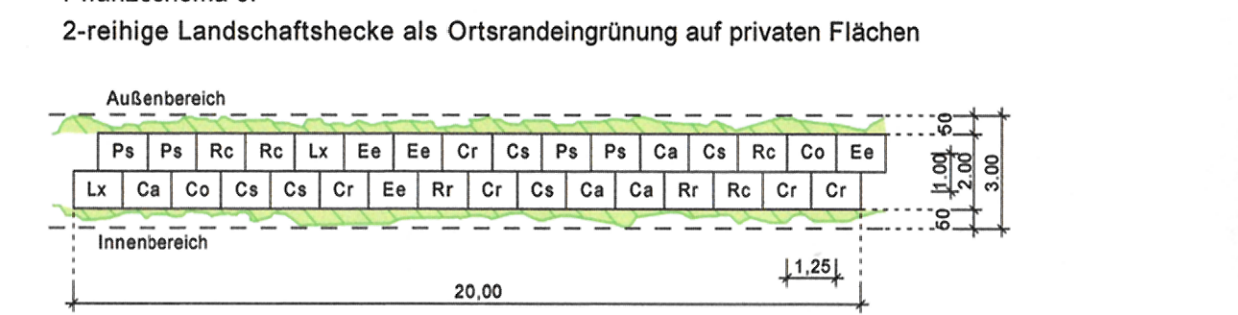 2-reihige Landschaftshecke als Ortsrandeingrünung auf privaten Flächen
Außenbereich
Ps Ps Rc Rc Lx Ee Ee Cr Cs Ps Ps Ca Cs Rc Co Ee
Lx Ca Co Cs Cs Cr Ee Rr Cr Cs Ca Ca Rr Rc Cr Cr
Innenbereich
50
1.00
2.00
3.00
50
1,25
20,00